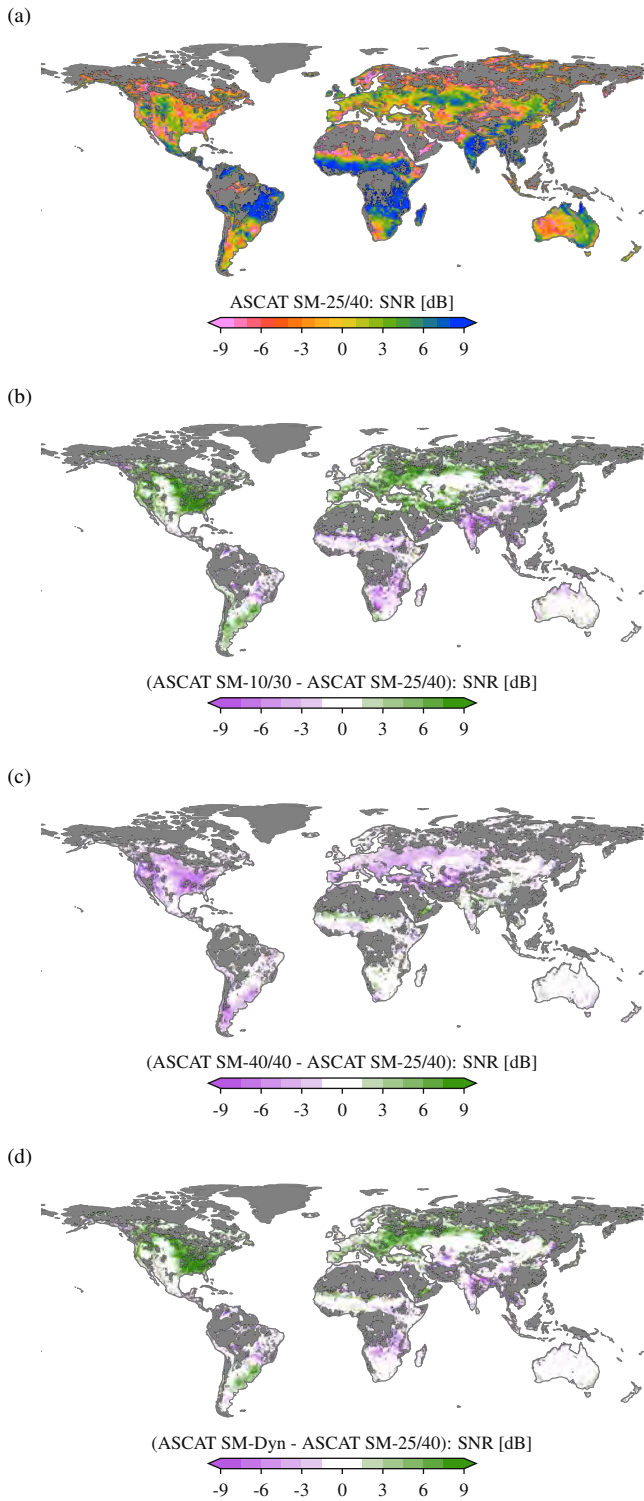 (a)
ASCAT SM-25/40: SNR [dB]
-9 -6 -3 0 3 6 9
(b)
(ASCAT SM-10/30 - ASCAT SM-25/40): SNR [dB]
-9 -6 -3 0 3 6 9
(c)
(ASCAT SM-40/40 - ASCAT SM-25/40): SNR [dB]
-9 -6 -3 0 3 6 9
(d)
(ASCAT SM-Dyn - ASCAT SM-25/40): SNR [dB]
-9 -6 -3 0 3 6 9